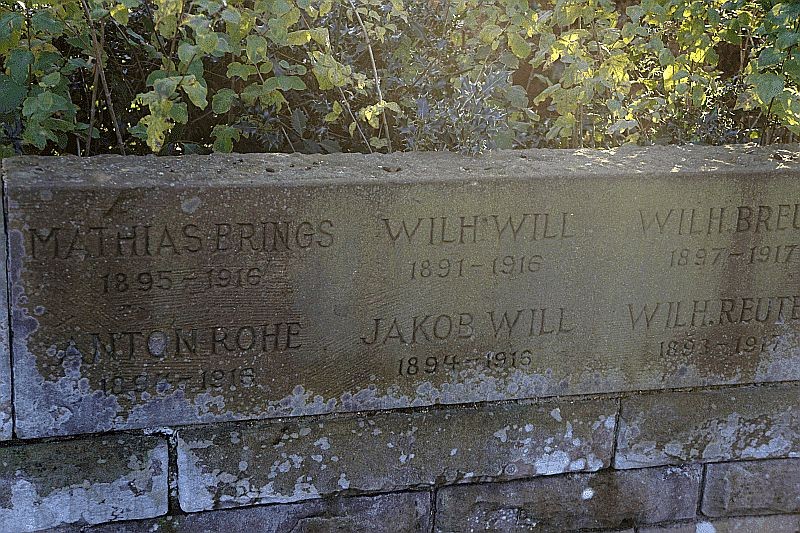 MATHIAS BRINGS
1895-1916
WILH. WILL
1891-1916
WILH. BREU
1897-1917
ANTON ROHE
JAKOB WILL
1894-1916
WILH. REUTE
1893-1917